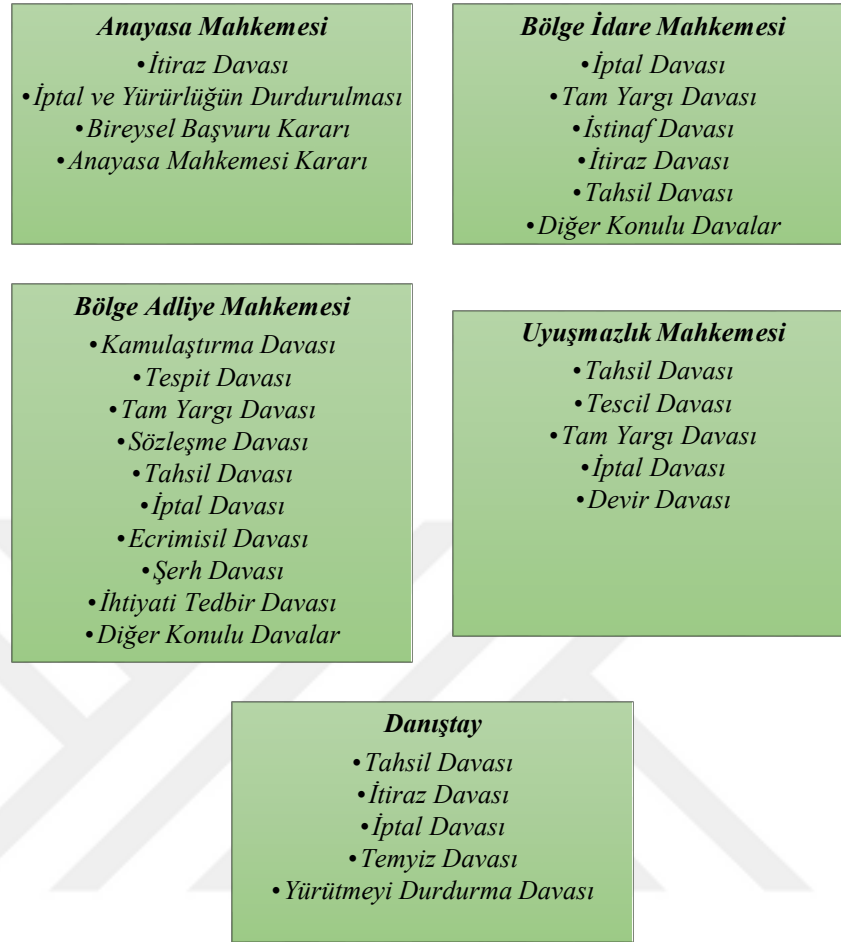 Anayasa Mahkemesi
•İtiraz Davası
•İptal ve Yürürlüğün Durdurulması
•Bireysel Başvuru Kararı
•Anayasa Mahkemesi Kararı
Bölge İdare Mahkemesi
•İptal Davası
•Tam Yargı Davası
•İstinaf Davası
•İtiraz Davası
•Tahsil Davası
•Diğer Konulu Davalar
Bölge Adliye Mahkemesi
•Kamulaştırma Davası
•Tespit Davası
•Tam Yargı Davası
•Sözleşme Davası
•Tahsil Davası
•İptal Davası
•Ecrimisil Davası
•Şerh Davası
•İhtiyati Tedbir Davası
•Diğer Konulu Davalar
Uyuşmazlık Mahkemesi
•Tahsil Davası
•Tescil Davası
•Tam Yargı Davası
•İptal Davası
•Devir Davası
Danıştay
•Tahsil Davası
•İtiraz Davası
•İptal Davası
•Temyiz Davası
•Yürütmeyi Durdurma Davası